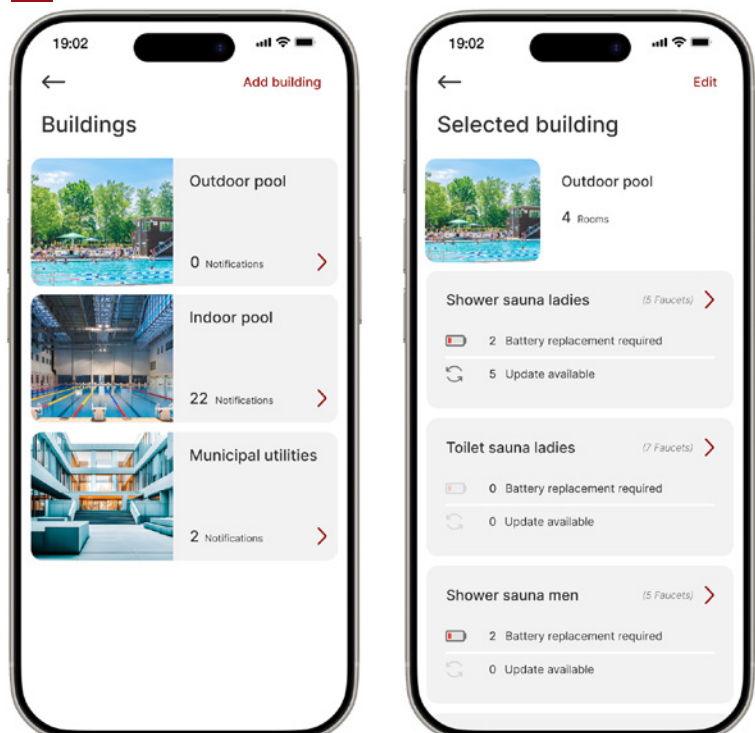 19:02
Add building
Buildings
Outdoor pool
0 Notifications
Indoor pool
22 Notifications
Municipal utilities
2 Notifications
19:02
Edit
Selected building
Outdoor pool
4 Rooms
Shower sauna ladies (5 Faucets)
2 Battery replacement required
5 Update available
Toilet sauna ladies (7 Faucets)
0 Battery replacement required
0 Update available
Shower sauna men (5 Faucets)
2 Battery replacement required
0 Update available